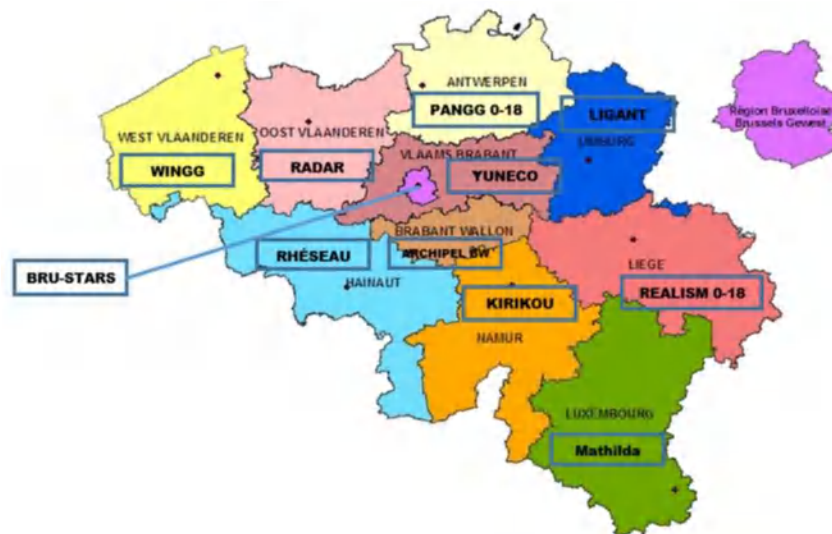 ANTWERPEN
PANGG 0-18
LIGANT
Région Bruxelloise
Brussels Gewest
WEST VLAANDEREN
OOST VLAANDEREN
LIMBURG
WINGG
RADAR
VLAAMS BRABANT
YUNECO
BRABANT WALLON
RHÉSEAU
ARCHIPEL BW
LIEGE
BRU-STARS
HAINAUT
KIRIKOU
REALISM 0-18
NAMUR
LUXEMBOURG
Mathilda